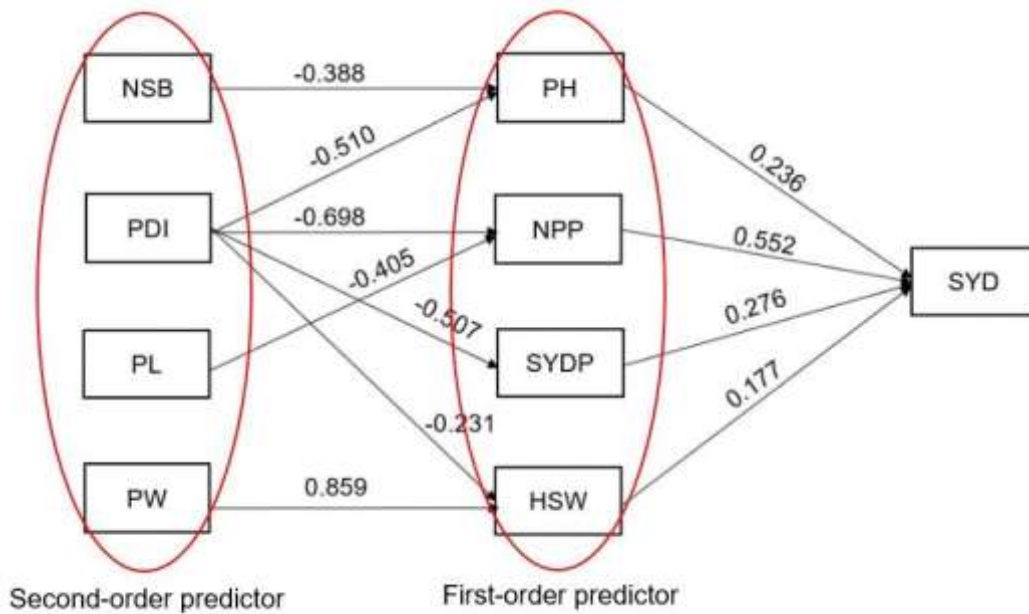 NSB
-0.388
PH
-0.510
0.236
PDI
-0.698
NPP
0.552
SYD
-0.405
-0.507
0.276
PL
SYDP
0.177
-0.231
PW
0.859
HSW
Second-order predictor
First-order predictor